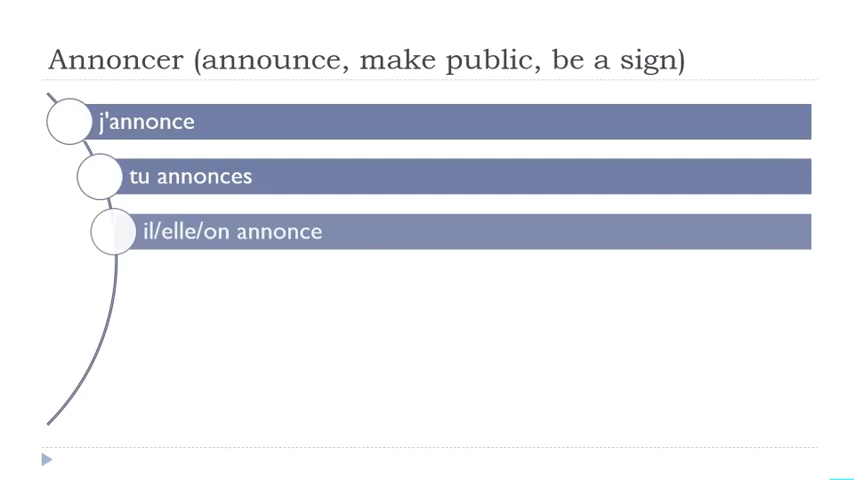 Annoncer (announce, make public, be a sign)
j'annonce
tu annonces
il/elle/on annonce